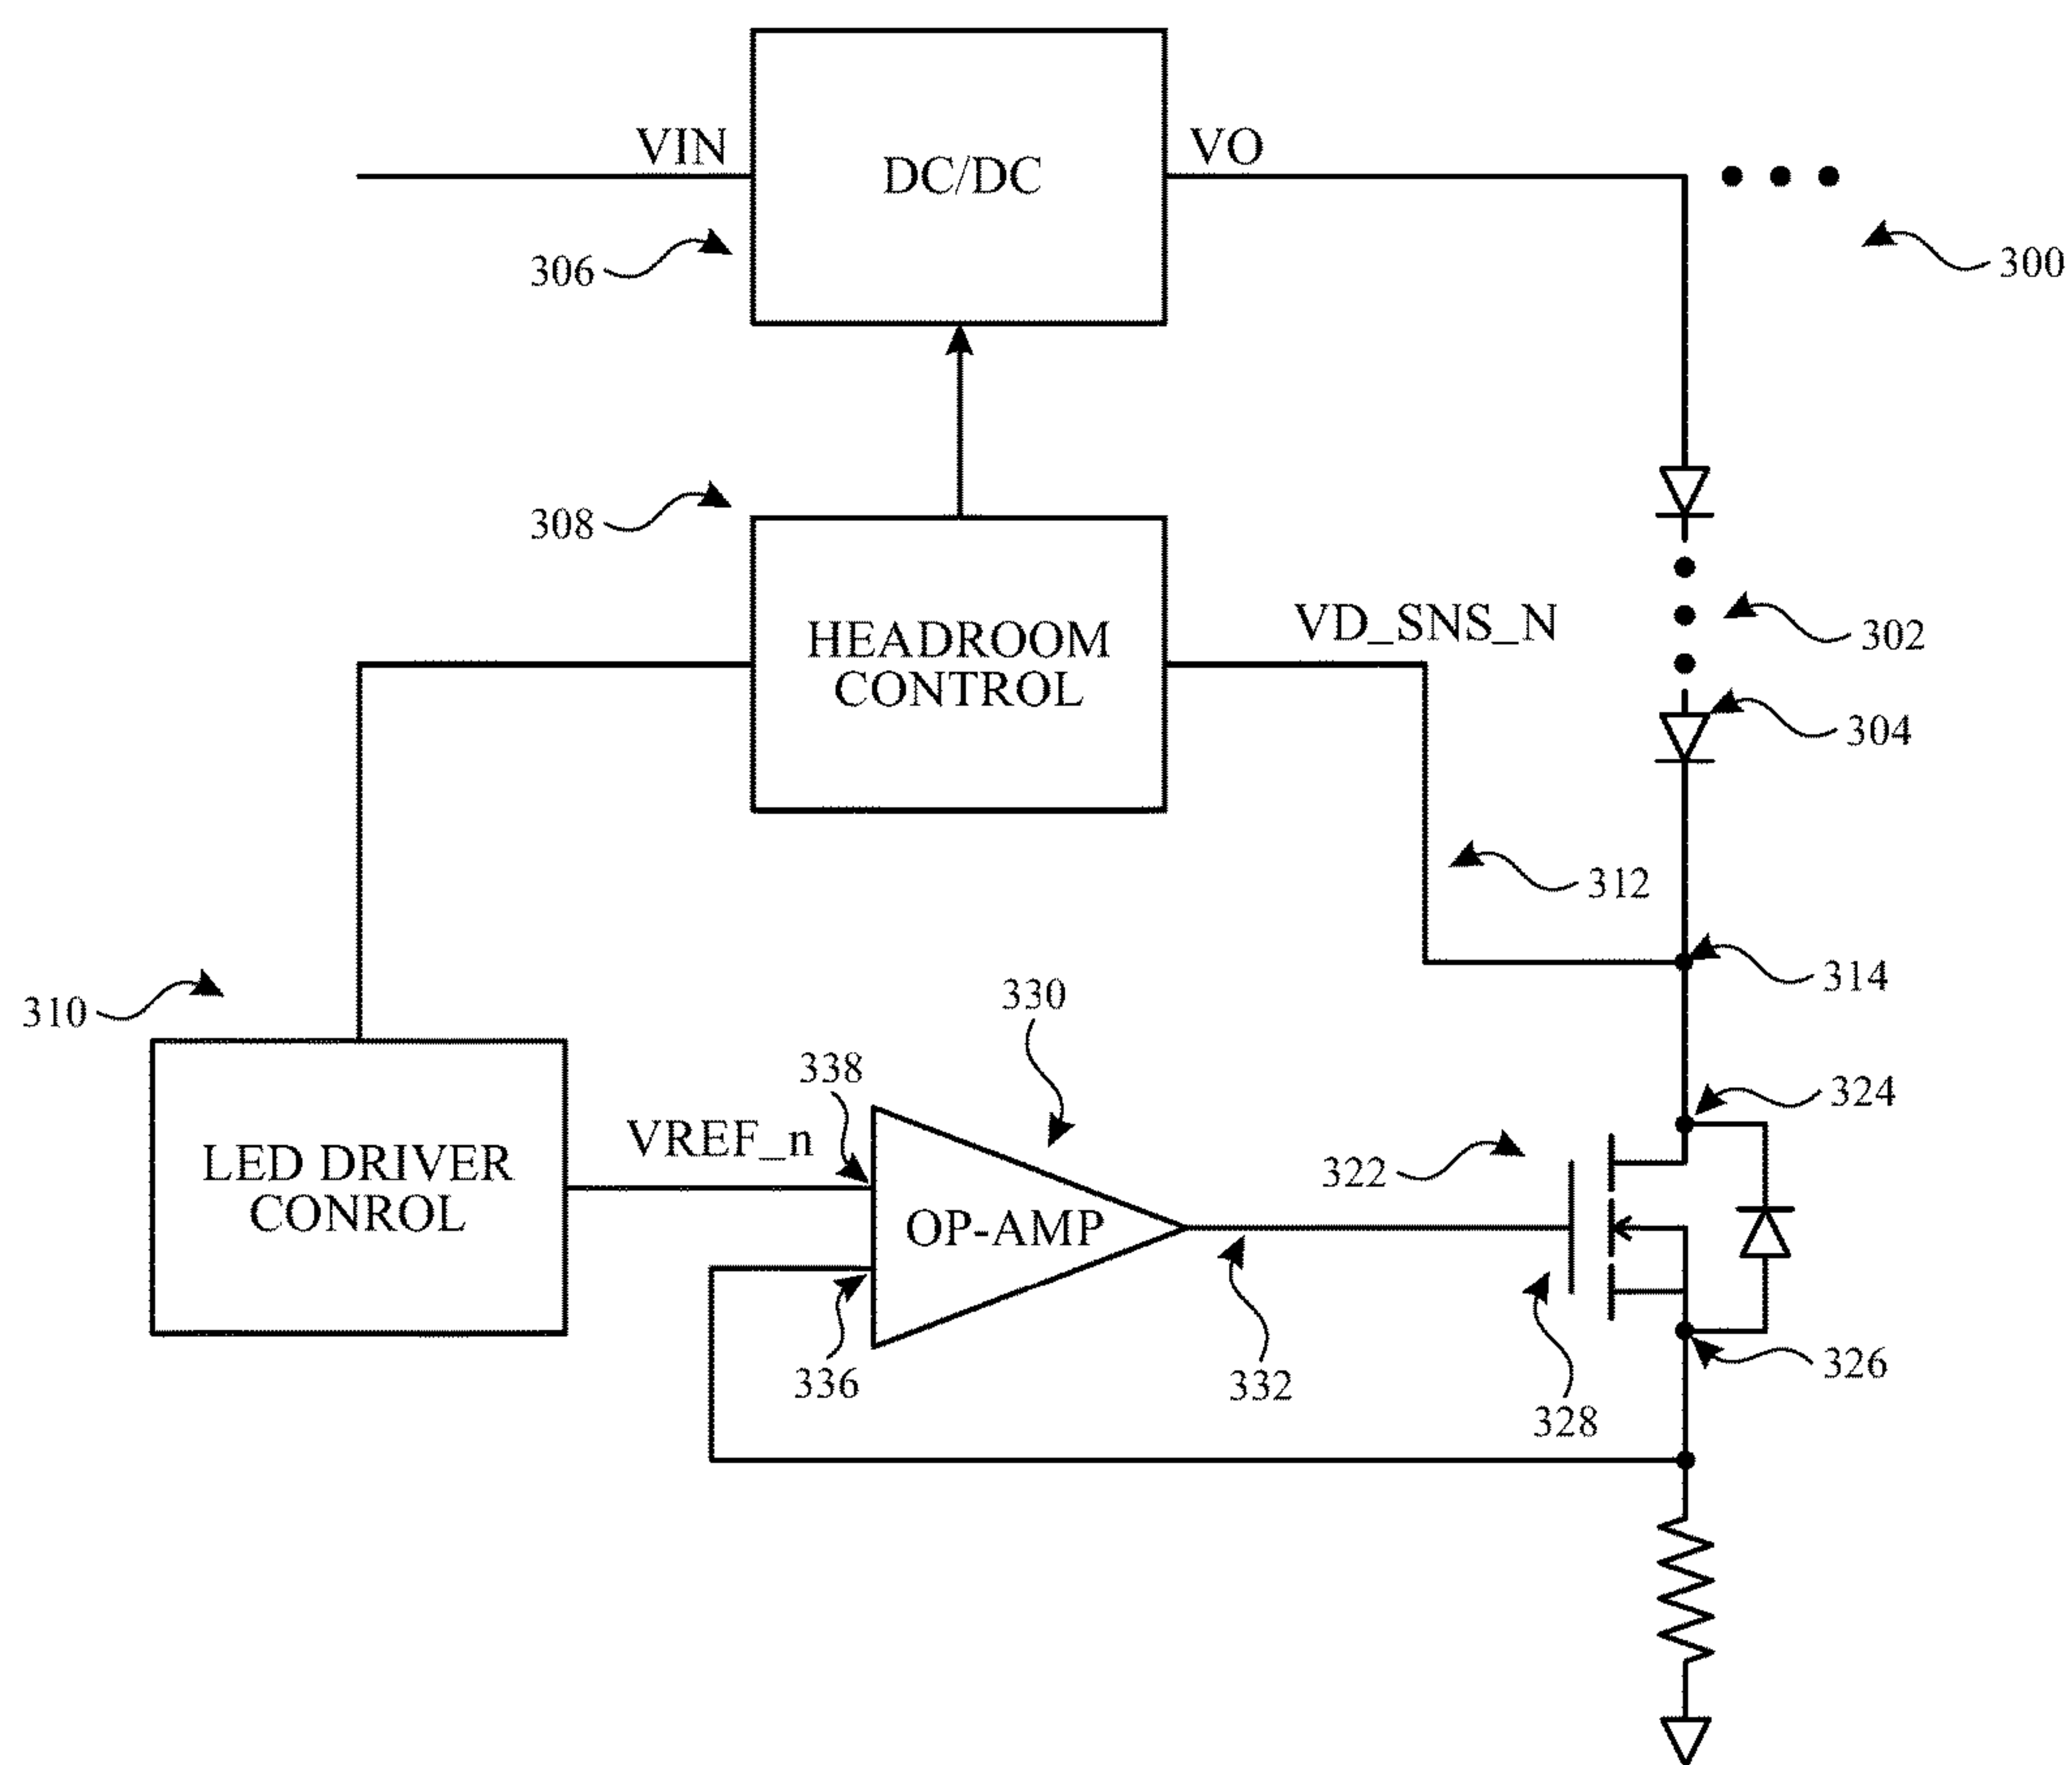 VIN
DC/DC
VO
306
300
308
HEADROOM
CONTROL
VD_SNS_N
302
304
312
314
310
330
338
324
LED DRIVER
CONROL
VREF_n
OP-AMP
322
336
332
328
326